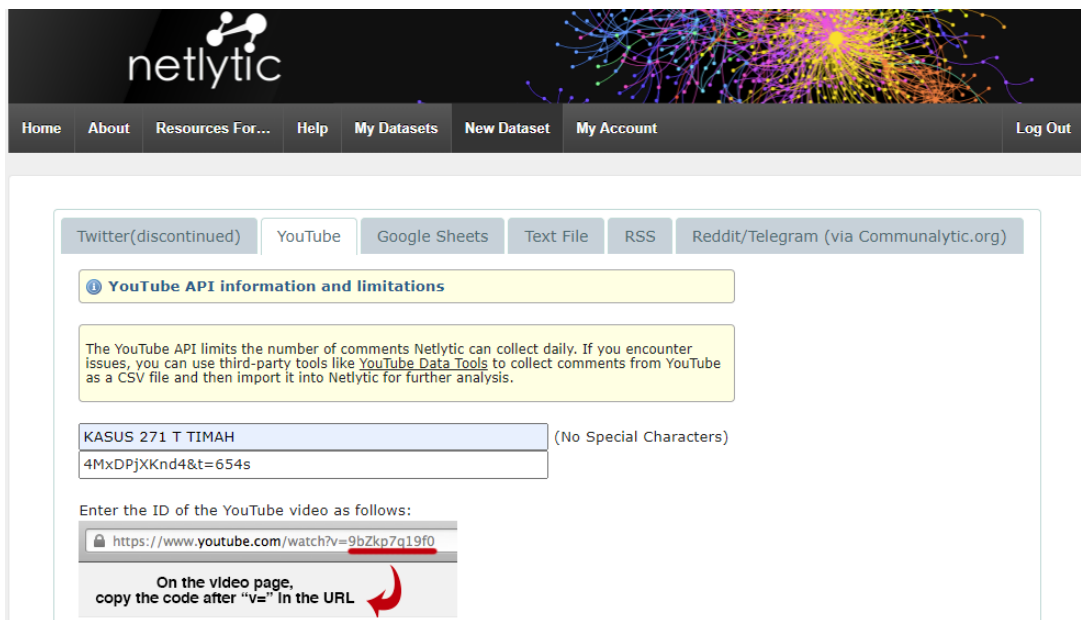 netlytic
Home About Resources For... Help My Datasets New Dataset My Account Log Out
Twitter(discontinued) YouTube Google Sheets Text File RSS Reddit/Telegram (via Communalytic.org)
YouTube API information and limitations
The YouTube API limits the number of comments Netlytic can collect daily. If you encounter
issues, you can use third-party tools like YouTube Data Tools to collect comments from YouTube
as a CSV file and then import it into Netlytic for further analysis.
KASUS 271 T TIMAH (No Special Characters)
4MxDPjXKnd4&t=654s
Enter the ID of the YouTube video as follows:
https://www.youtube.com/watch?v=9bZkp7q19f0
On the video page,
copy the code after “v=” in the URL